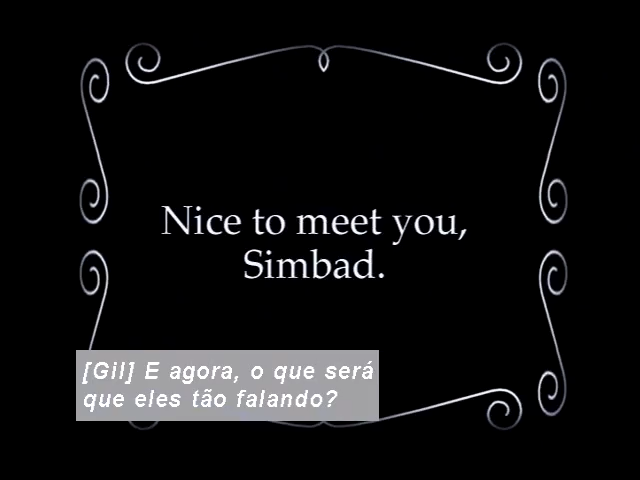 Nice to meet you,
Simbad.
[Gil] E agora, o que será
que eles tão falando?